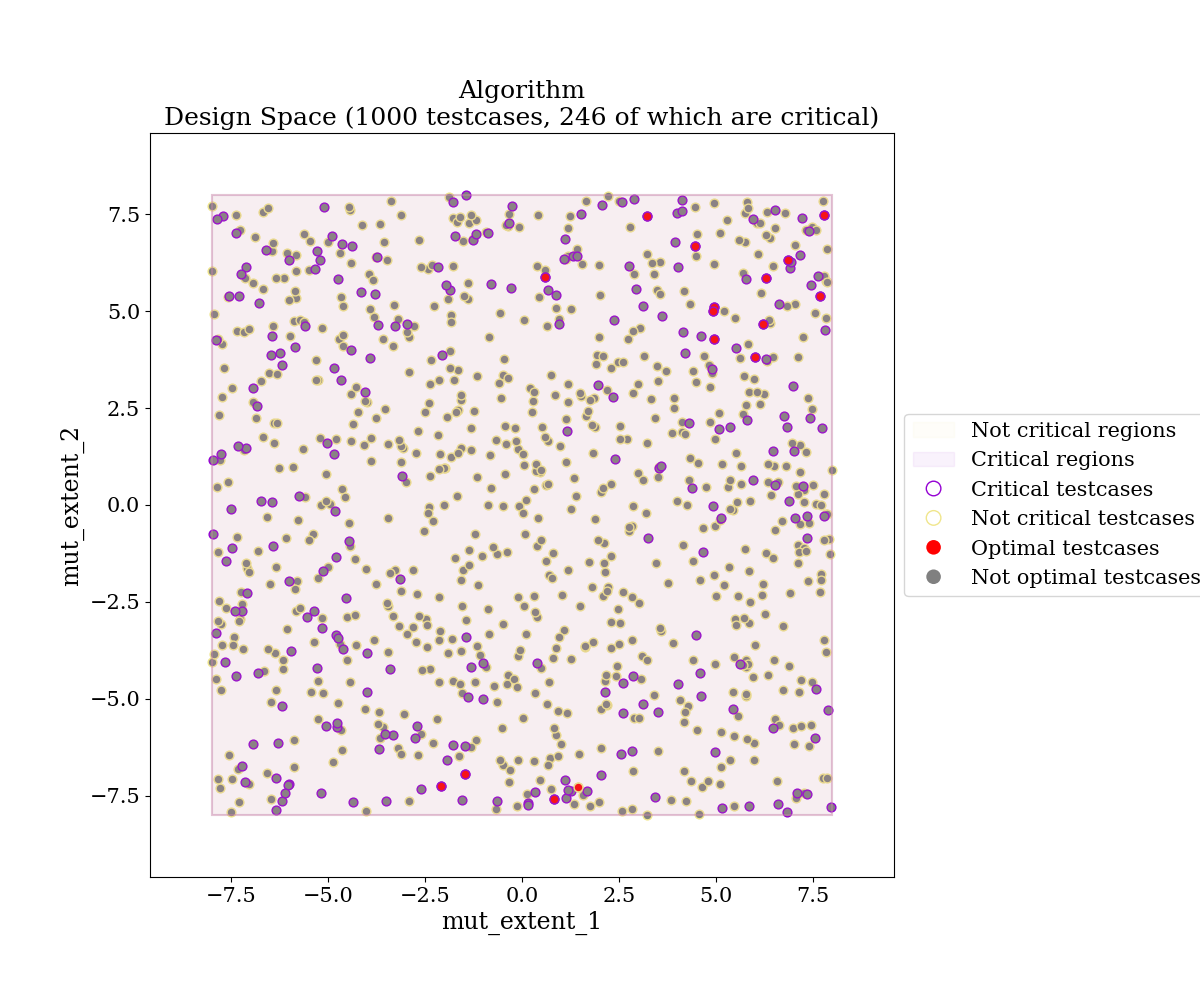 Algorithm
Design Space (1000 testcases, 246 of which are critical)
7.5
5.0
2.5
0.0
−2.5
−5.0
−7.5
mut_extent_2
−7.5
−5.0
−2.5
0.0
2.5
5.0
7.5
mut_extent_1
Not critical regions
Critical regions
Critical testcases
Not critical testcases
Optimal testcases
Not optimal testcases